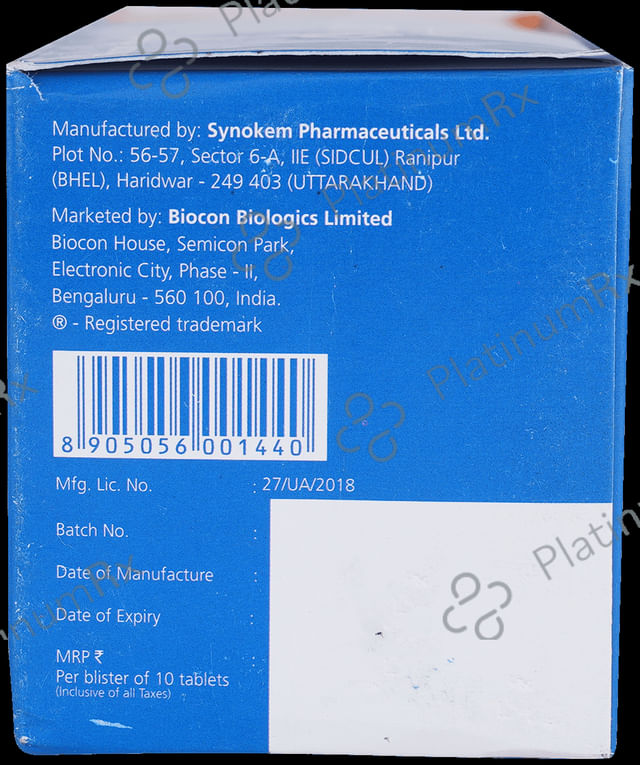 PlatinumRx
Manufactured by: Synokem Pharmaceuticals Ltd.
Plot No.: 56-57, Sector 6-A, IIE (SIDCUL) Ranipur
(BHEL), Haridwar - 249 403 (UTTARAKHAND)
Marketed by: Biocon Biologics Limited
Biocon House, Semicon Park,
Electronic City, Phase - II,
Bengaluru - 560 100, India.
® - Registered trademark
PlatinumRx
8 905056 001440
Mfg. Lic. No. : 27/UA/2018
Batch No. :
Date of Manufacture :
Date of Expiry :
MRP ₹ :
Per blister of 10 tablets
(Inclusive of all Taxes)